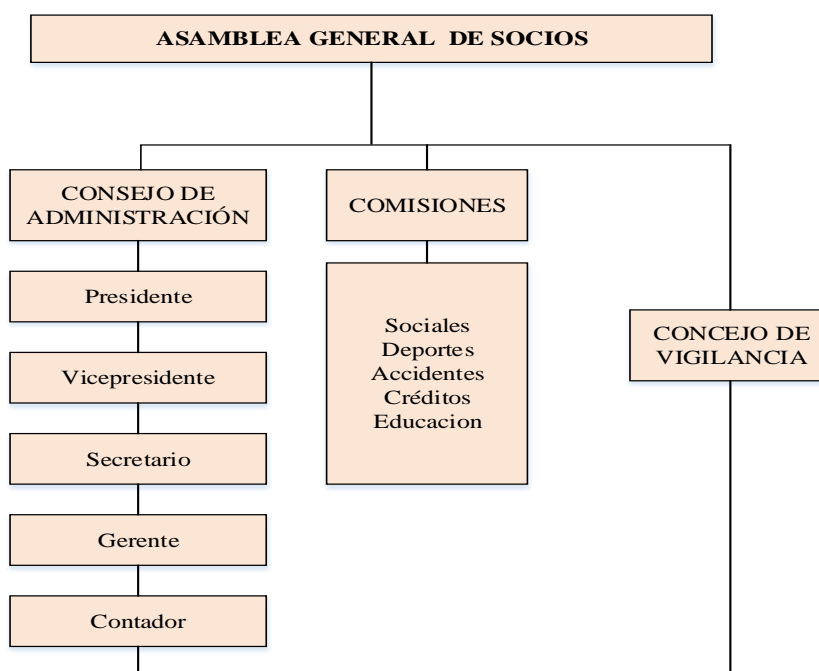 ASAMBLEA GENERAL DE SOCIOS
CONSEJO DE
ADMINISTRACIÓN
Presidente
Vicepresidente
Secretario
Gerente
Contador
COMISIONES
Sociales
Deportes
Accidentes
Créditos
Educacion
CONCEJO DE
VIGILANCIA